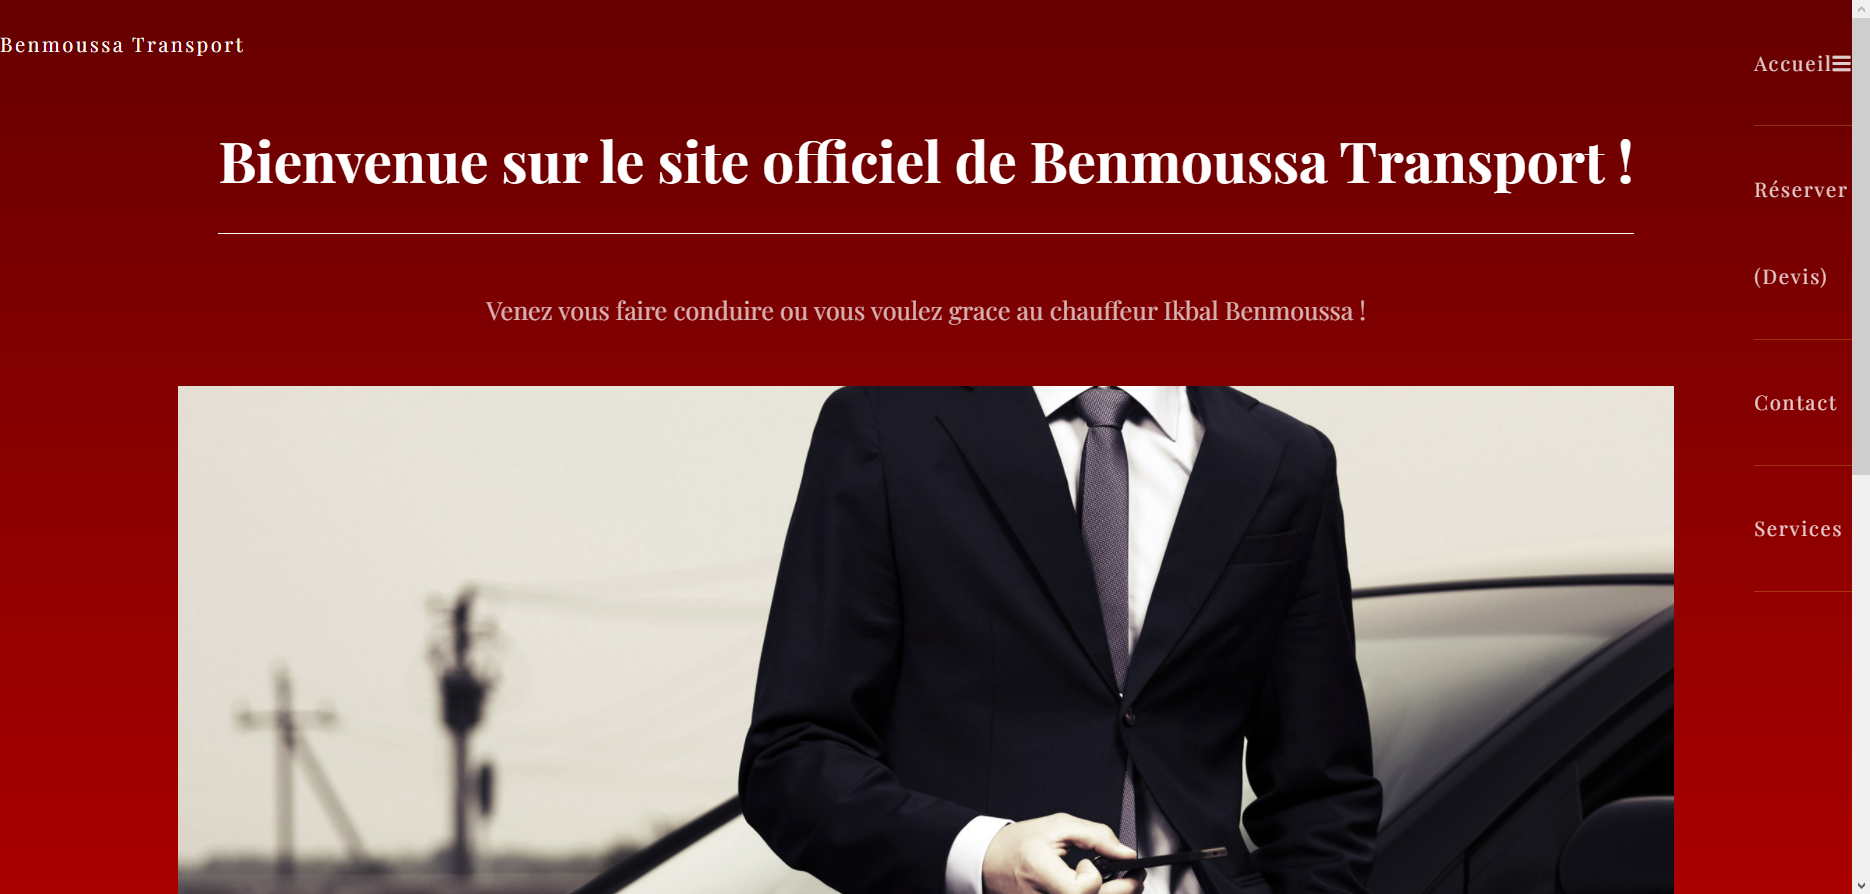 Benmoussa Transport
Accueil
Bienvenue sur le site officiel de Benmoussa Transport !
Réserver
(Devis)
Venez vous faire conduire ou vous voulez grace au chauffeur Ikbal Benmoussa !
Contact
Services